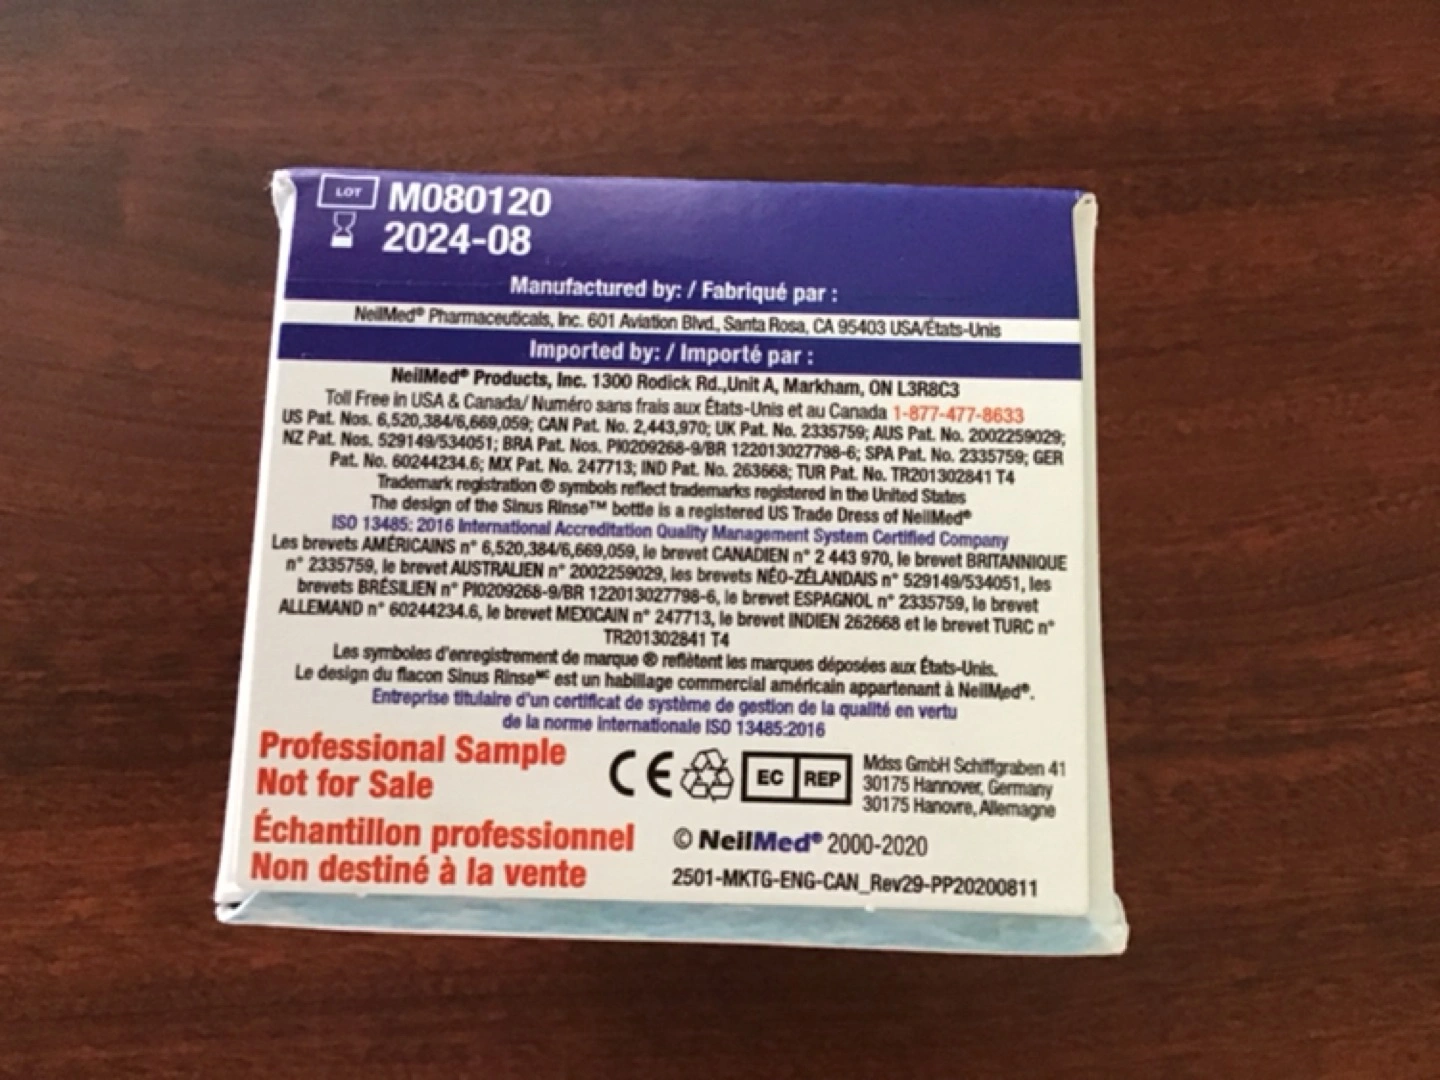 LOT M080120
2024-08
Manufactured by: / Fabriqué par :
NeilMed® Pharmaceuticals, Inc. 601 Aviation Blvd., Santa Rosa, CA 95403 USA/États-Unis
Imported by: / Importé par :
NeilMed® Products, Inc. 1300 Rodick Rd.,Unit A, Markham, ON L3R8C3
Toll Free in USA & Canada/ Numéro sans frais aux États-Unis et au Canada 1-877-477-8633
US Pat. Nos. 6,520,384/6,669,059; CAN Pat. No. 2,443,970; UK Pat. No. 2335759; AUS Pat. No. 2002259029;
NZ Pat. Nos. 529149/534051; BRA Pat. Nos. PI0209268-9/BR 122013027798-6; SPA Pat. No. 2335759; GER
Pat. No. 60244234.6; MX Pat. No. 247713; IND Pat. No. 263668; TUR Pat. No. TR201302841 T4
Trademark registration ® symbols reflect trademarks registered in the United States
The design of the Sinus Rinse™ bottle is a registered US Trade Dress of NeilMed®
ISO 13485: 2016 International Accreditation Quality Management System Certified Company
Les brevets AMÉRICAINS n° 6,520,384/6,669,059, le brevet CANADIEN n° 2 443 970, le brevet BRITANNIQUE
n° 2335759, le brevet AUSTRALIEN n° 2002259029, les brevets NÉO-ZÉLANDAIS n° 529149/534051, les
brevets BRÉSILIEN n° PI0209268-9/BR 122013027798-6, le brevet ESPAGNOL n° 2335759, le brevet
ALLEMAND n° 60244234.6, le brevet MEXICAIN n° 247713, le brevet INDIEN 262668 et le brevet TURC n°
TR201302841 T4
Les symboles d'enregistrement de marque ® reflètent les marques déposées aux États-Unis.
Le design du flacon Sinus Rinseᴹᶜ est un habillage commercial américain appartenant à NeilMed®.
Entreprise titulaire d'un certificat de système de gestion de la qualité en vertu
de la norme internationale ISO 13485:2016
Professional Sample
Not for Sale
Échantillon professionnel
Non destiné à la vente
CE EC REP
Mdss GmbH Schiffgraben 41
30175 Hannover, Germany
30175 Hanovre, Allemagne
© NeilMed® 2000-2020
2501-MKTG-ENG-CAN_Rev29-PP20200811